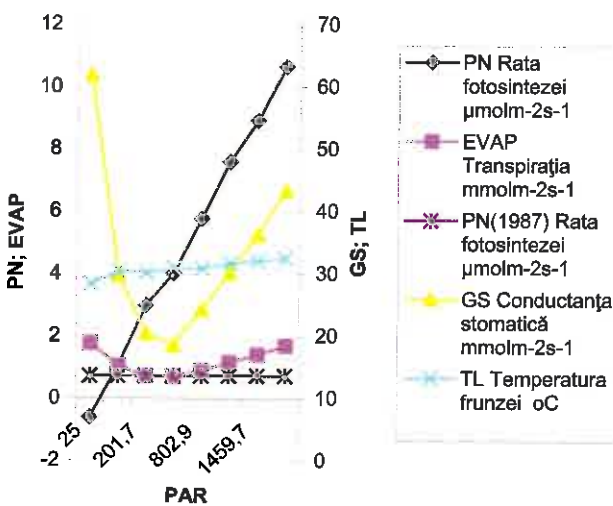 12
10
8
6
4
2
0
-2
PN; EVAP
70
60
50
40
30
20
10
0
GS; TL
25
201,7
802,9
1459,7
PAR
PN Rata
fotosintezei
µmolm-2s-1
EVAP
Transpiraţia
mmolm-2s-1
PN(1987) Rata
fotosintezei
µmolm-2s-1
GS Conductanţa
stomatică
mmolm-2s-1
TL Temperatura
frunzei oC